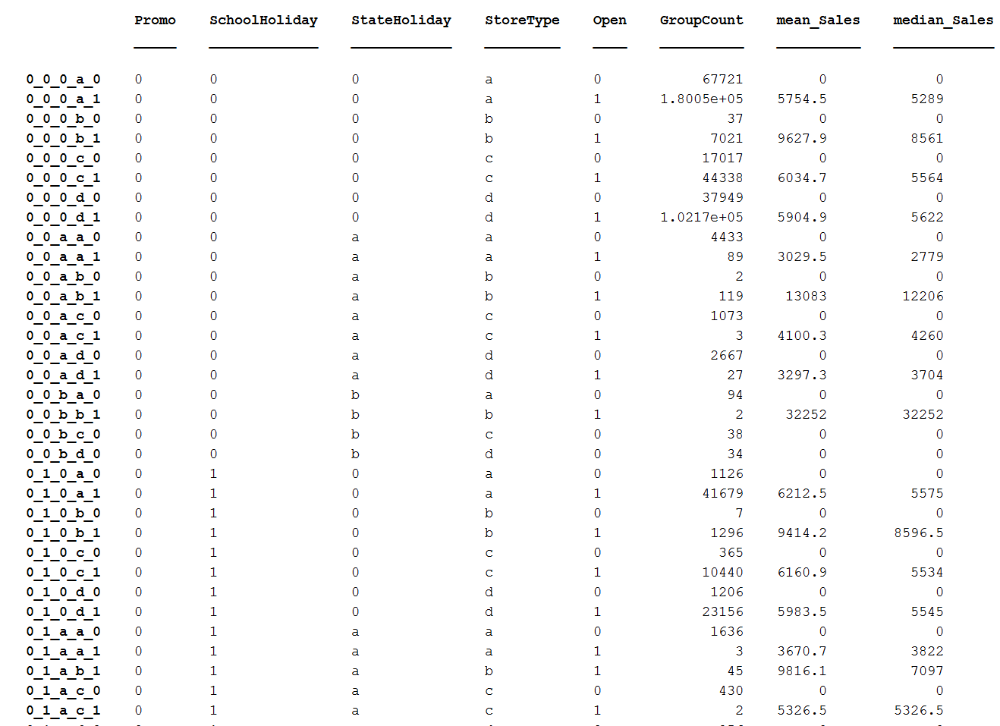 Promo SchoolHoliday StateHoliday StoreType Open GroupCount mean_Sales median_Sales
0_0_0_a_0 0 0 0 a 0 67721 0 0
0_0_0_a_1 0 0 0 a 1 1.8005e+05 5754.5 5289
0_0_0_b_0 0 0 0 b 0 37 0 0
0_0_0_b_1 0 0 0 b 1 7021 9627.9 8561
0_0_0_c_0 0 0 0 c 0 17017 0 0
0_0_0_c_1 0 0 0 c 1 44338 6034.7 5564
0_0_0_d_0 0 0 0 d 0 37949 0 0
0_0_0_d_1 0 0 0 d 1 1.0217e+05 5904.9 5622
0_0_a_a_0 0 0 a a 0 4433 0 0
0_0_a_a_1 0 0 a a 1 89 3029.5 2779
0_0_a_b_0 0 0 a b 0 2 0 0
0_0_a_b_1 0 0 a b 1 119 13083 12206
0_0_a_c_0 0 0 a c 0 1073 0 0
0_0_a_c_1 0 0 a c 1 3 4100.3 4260
0_0_a_d_0 0 0 a d 0 2667 0 0
0_0_a_d_1 0 0 a d 1 27 3297.3 3704
0_0_b_a_0 0 0 b a 0 94 0 0
0_0_b_b_1 0 0 b b 1 2 32252 32252
0_0_b_c_0 0 0 b c 0 38 0 0
0_0_b_d_0 0 0 b d 0 34 0 0
0_1_0_a_0 0 1 0 a 0 1126 0 0
0_1_0_a_1 0 1 0 a 1 41679 6212.5 5575
0_1_0_b_0 0 1 0 b 0 7 0 0
0_1_0_b_1 0 1 0 b 1 1296 9414.2 8596.5
0_1_0_c_0 0 1 0 c 0 365 0 0
0_1_0_c_1 0 1 0 c 1 10440 6160.9 5534
0_1_0_d_0 0 1 0 d 0 1206 0 0
0_1_0_d_1 0 1 0 d 1 23156 5983.5 5545
0_1_a_a_0 0 1 a a 0 1636 0 0
0_1_a_a_1 0 1 a a 1 3 3670.7 3822
0_1_a_b_1 0 1 a b 1 45 9816.1 7097
0_1_a_c_0 0 1 a c 0 430 0 0
0_1_a_c_1 0 1 a c 1 2 5326.5 5326.5